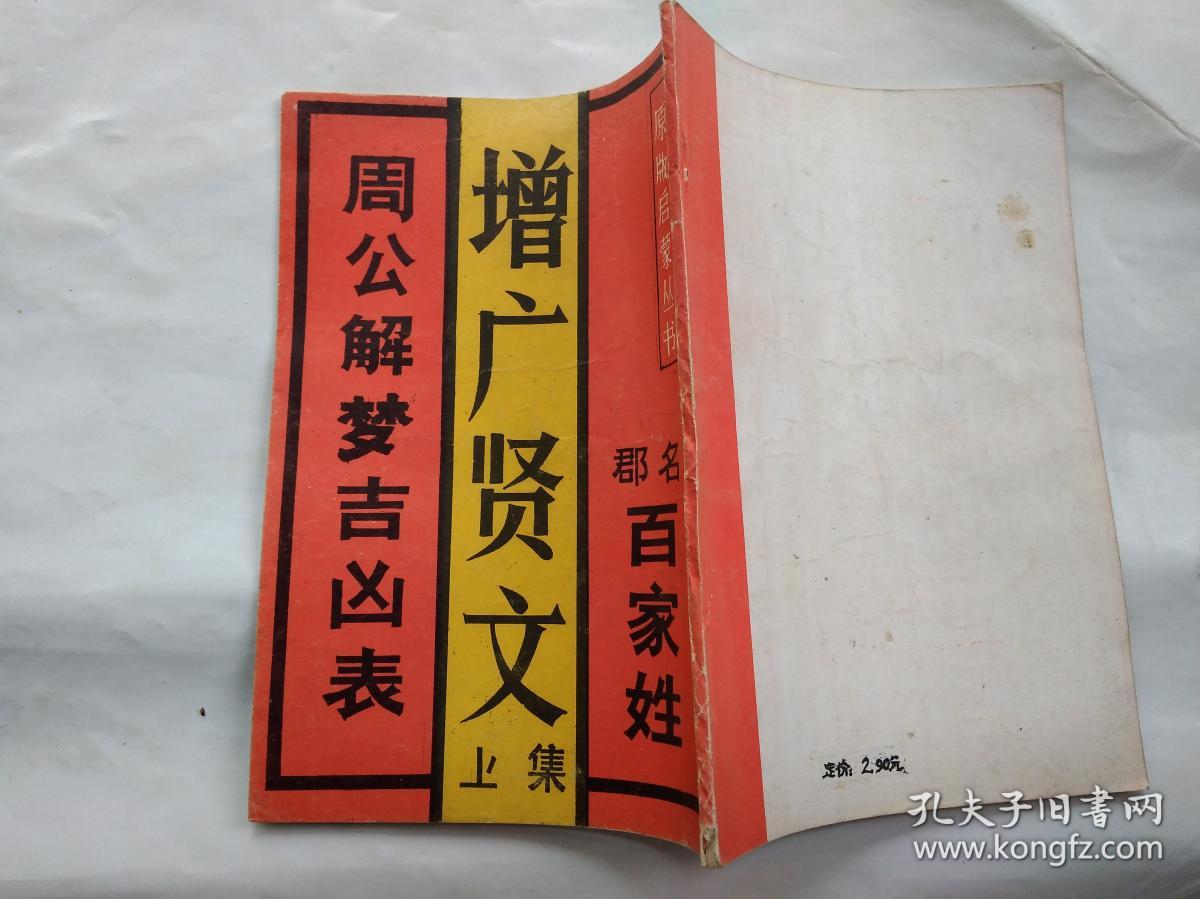 周公解梦吉凶表
增广贤文
上集
原版启蒙丛书
郡名
百家姓
定价：2.90元
孔夫子旧书网
www.kongfz.com